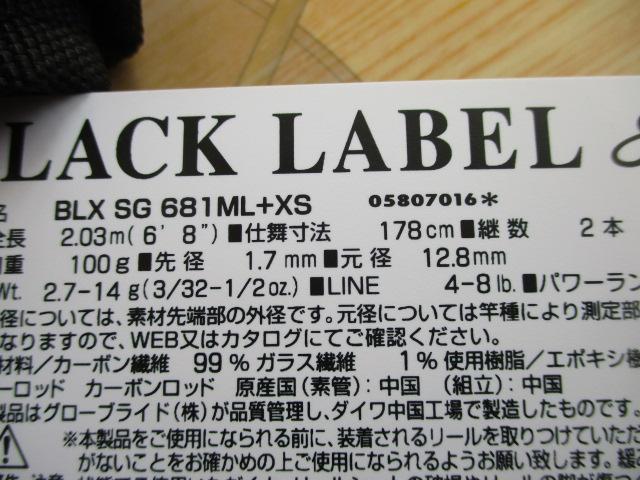 LACK LABEL
名 BLX SG 681ML+XS 05807016*
全長 2.03m(6'8") ■仕舞寸法 178cm ■継数 2本
自重 100g ■先径 1.7mm ■元径 12.8mm
Wt. 2.7-14g(3/32-1/2oz.) ■LINE 4-8lb. ■パワーラン
径については、素材先端部の外径です。元径については竿種により測定部
なりますので、WEB又はカタログにてご確認ください。
材料/カーボン繊維 99% ガラス繊維 1% 使用樹脂/エポキシ樹
ーロッド カーボンロッド 原産国(素管):中国 (組立):中国
製品はグローブライド(株)が品質管理し、ダイワ中国工場で製造したものです。
※本製品をご使用になられる前に、装着されるリールを取りつけていただ
がないことをお確かめの上ご使用になられるようお願い致します。緩